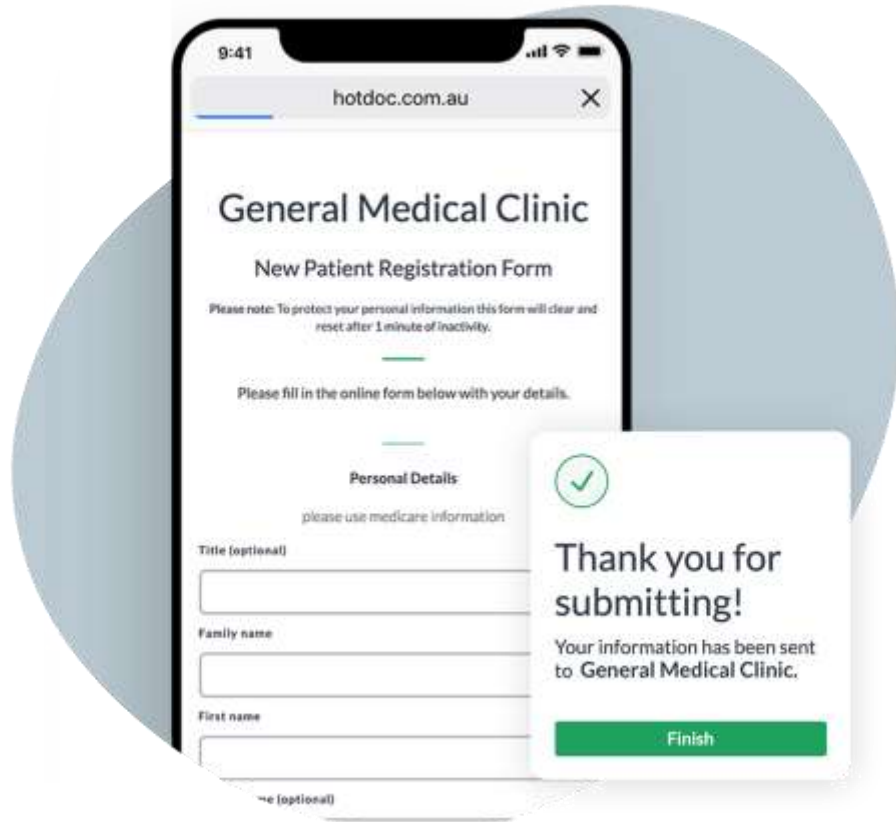 9:41
hotdoc.com.au
General Medical Clinic
New Patient Registration Form
Please note: To protect your personal information this form will clear and
reset after 1 minute of inactivity.
Please fill in the online form below with your details.
Personal Details
please use medicare information
Title (optional)
Family name
First name
(optional)
Thank you for
submitting!
Your information has been sent
to General Medical Clinic.
Finish